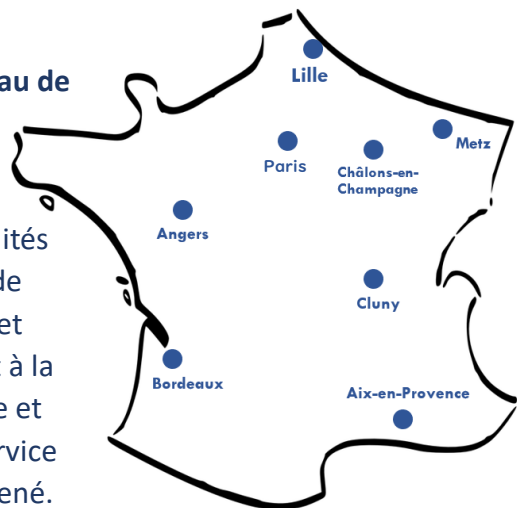 au de
ités
de
et
à la
e et
rvice
ené.
Lille
Metz
Paris
Châlons-en-
Champagne
Angers
Cluny
Bordeaux
Aix-en-Provence